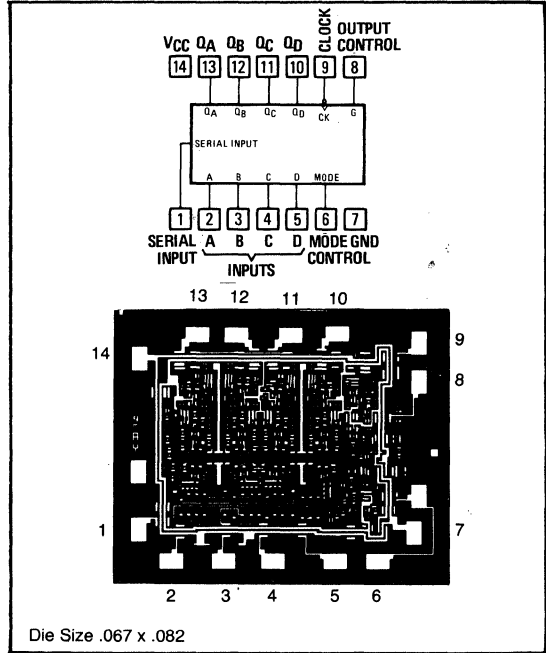 CLOCK
OUTPUT
CONTROL
VCC QA QB QC QD
14 13 12 11 10 9 8
QA QB QC QD CK G
SERIAL INPUT
A B C D MODE
1 2 3 4 5 6 7
SERIAL INPUT
A B C D
MODE CONTROL
GND
INPUTS
13 12 11 10
14
9
8
1
7
2 3 4 5 6
Die Size .067 x .082